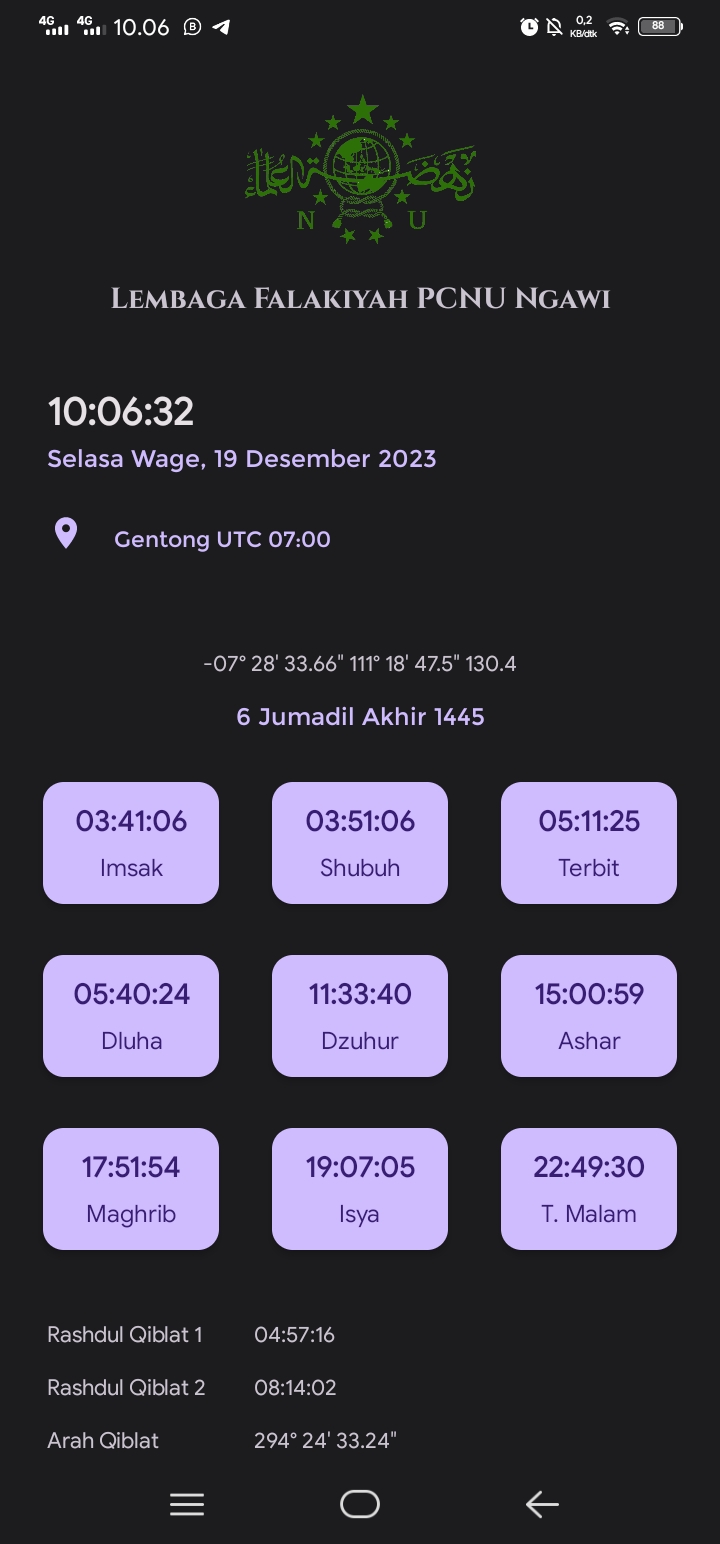 4G 4G 10.06 0,2 KB/dtk 88
نهضة العلماء
N U
Lembaga Falakiyah PCNU Ngawi
10:06:32
Selasa Wage, 19 Desember 2023
Gentong UTC 07:00
-07° 28' 33.66" 111° 18' 47.5" 130.4
6 Jumadil Akhir 1445
03:41:06 03:51:06 05:11:25
Imsak Shubuh Terbit
05:40:24 11:33:40 15:00:59
Dluha Dzuhur Ashar
17:51:54 19:07:05 22:49:30
Maghrib Isya T. Malam
Rashdul Qiblat 1 04:57:16
Rashdul Qiblat 2 08:14:02
Arah Qiblat 294° 24' 33.24"